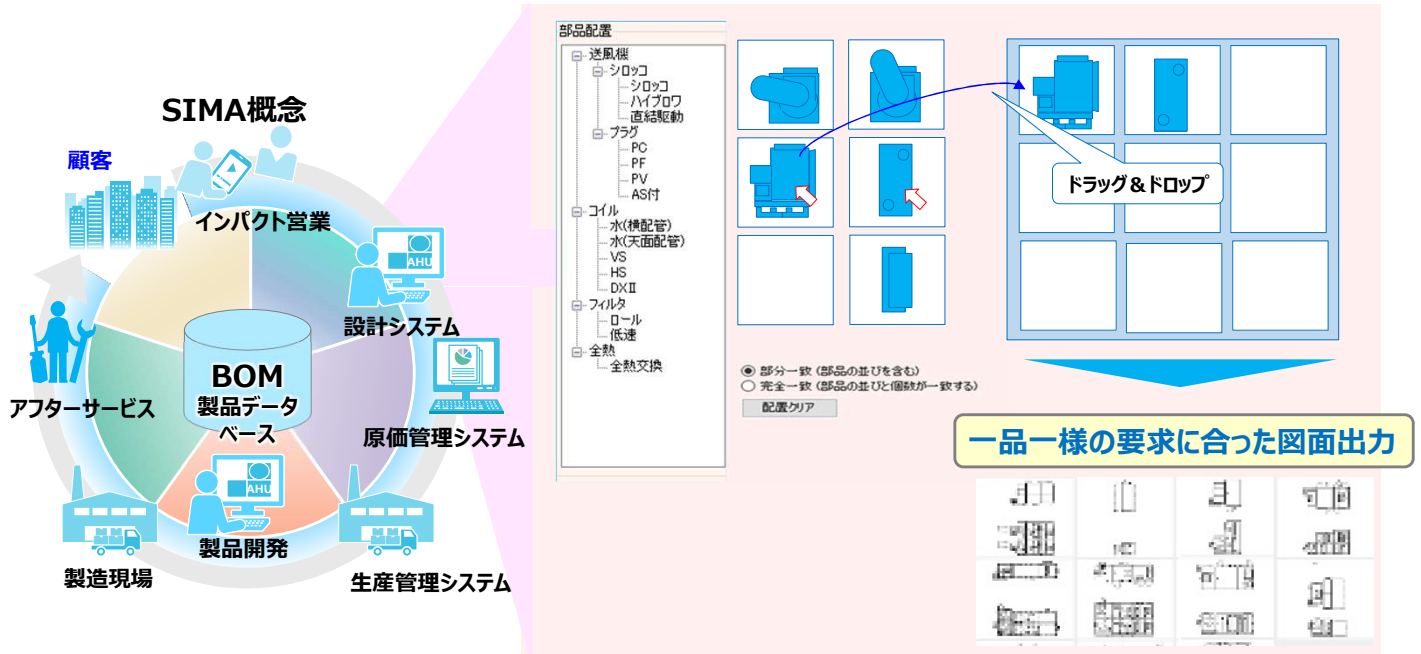 SIMA概念
顧客
インパクト営業
AHU
設計システム
BOM
製品データ
ベース
アフターサービス
原価管理システム
AHU
製品開発
製造現場
生産管理システム
部品配置
送風機
シロッコ
シロッコ
ハイブロワ
直結駆動
プラグ
PC
PF
PV
AS付
コイル
水(横配管)
水(天面配管)
VS
HS
DXⅡ
フィルタ
ロール
低速
全熱
全熱交換
ドラッグ&ドロップ
部分一致 (部品の並びを含む)
完全一致 (部品の並びと個数が一致する)
配置クリア
一品一様の要求に合った図面出力